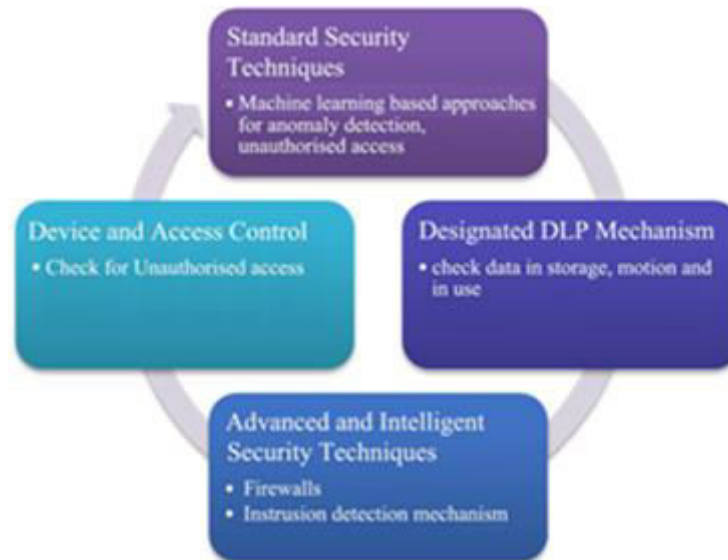 Standard Security
Techniques
▪ Machine learning based approaches
for anomaly detection,
unauthorised access
Device and Access Control
▪ Check for Unauthorised access
Designated DLP Mechanism
▪ check data in storage, motion and
in use
Advanced and Intelligent
Security Techniques
▪ Firewalls
▪ Instrusion detection mechanism